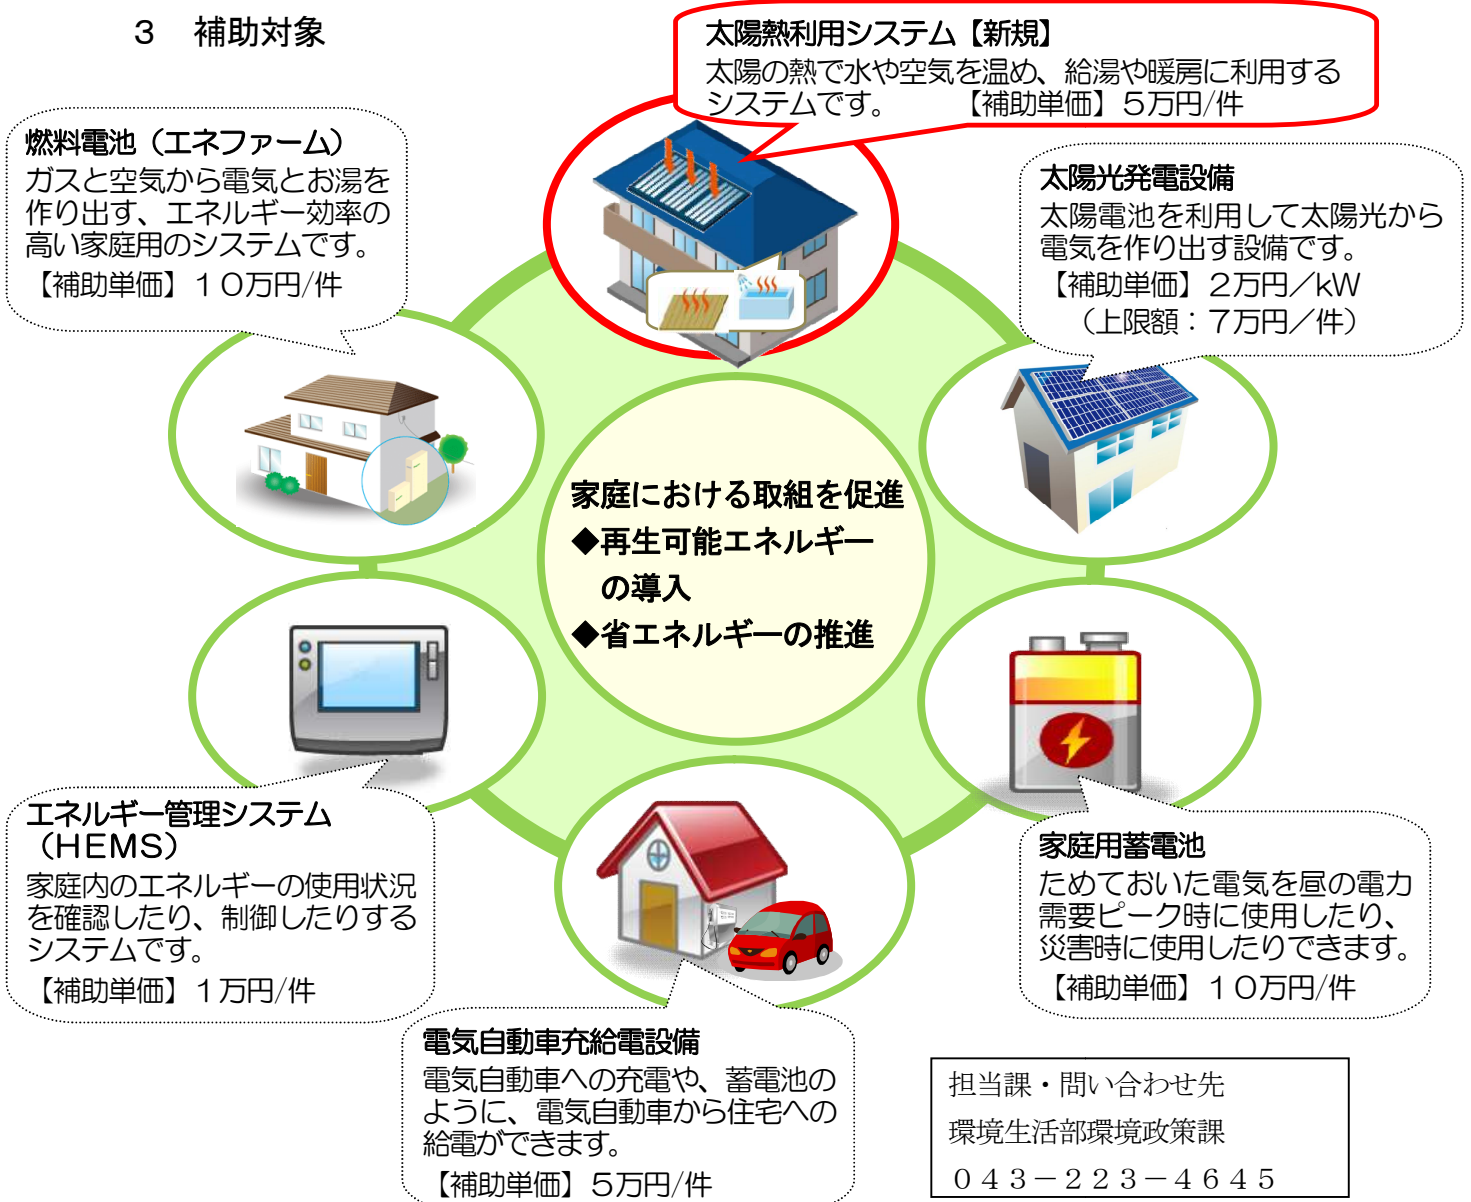 ３　補助対象
太陽熱利用システム【新規】
太陽の熱で水や空気を温め、給湯や暖房に利用する
システムです。　【補助単価】５万円/件
燃料電池（エネファーム）
ガスと空気から電気とお湯を
作り出す、エネルギー効率の
高い家庭用のシステムです。
【補助単価】１０万円/件
太陽光発電設備
太陽電池を利用して太陽光から
電気を作り出す設備です。
【補助単価】２万円／kW
（上限額：７万円／件）
家庭における取組を促進
◆再生可能エネルギー
の導入
◆省エネルギーの推進
エネルギー管理システム
（HEMS）
家庭内のエネルギーの使用状況
を確認したり、制御したりする
システムです。
【補助単価】１万円/件
家庭用蓄電池
ためておいた電気を昼の電力
需要ピーク時に使用したり、
災害時に使用したりできます。
【補助単価】１０万円/件
電気自動車充給電設備
電気自動車への充電や、蓄電池の
ように、電気自動車から住宅への
給電ができます。
【補助単価】５万円/件
担当課・問い合わせ先
環境生活部環境政策課
０４３－２２３－４６４５